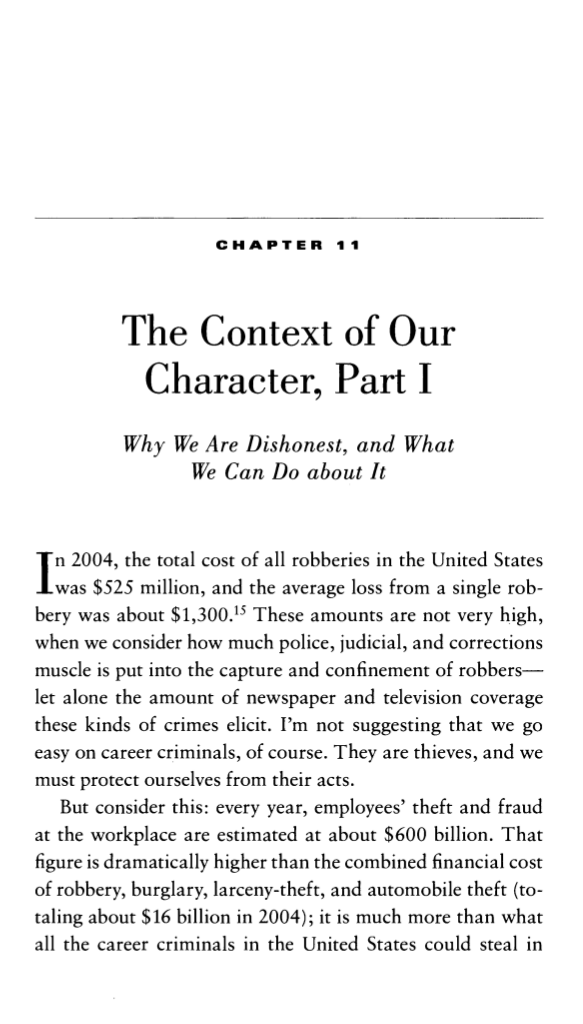 CHAPTER 11
The Context of Our
Character, Part I
Why We Are Dishonest, and What
We Can Do about It
In 2004, the total cost of all robberies in the United States
was $525 million, and the average loss from a single rob-
bery was about $1,300.¹⁵ These amounts are not very high,
when we consider how much police, judicial, and corrections
muscle is put into the capture and confinement of robbers—
let alone the amount of newspaper and television coverage
these kinds of crimes elicit. I'm not suggesting that we go
easy on career criminals, of course. They are thieves, and we
must protect ourselves from their acts.
But consider this: every year, employees' theft and fraud
at the workplace are estimated at about $600 billion. That
figure is dramatically higher than the combined financial cost
of robbery, burglary, larceny-theft, and automobile theft (to-
taling about $16 billion in 2004); it is much more than what
all the career criminals in the United States could steal in